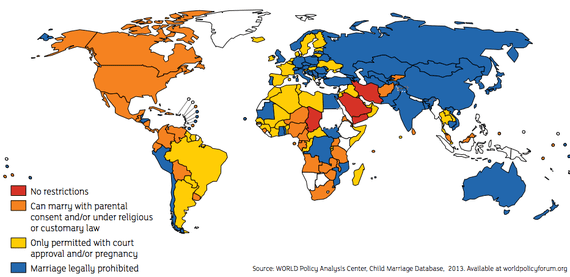 No restrictions
Can marry with parental
consent and/or under religious
or customary law
Only permitted with court
approval and/or pregnancy
Marriage legally prohibited
Source: WORLD Policy Analysis Center, Child Marriage Database, 2013. Available at worldpolicyforum.org